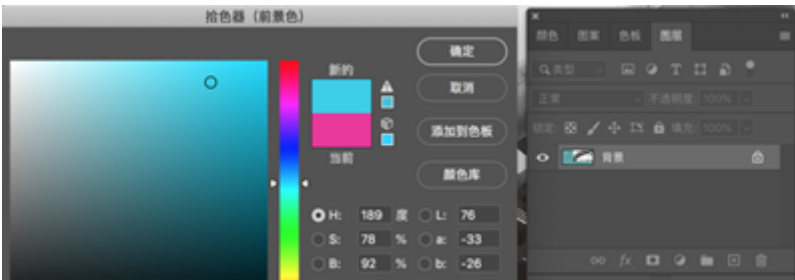 拾色器（前景色）
新的
当前
确定
取消
添加到色板
颜色库
H: 189 度
S: 78 %
B: 92 %
L: 76
a: -33
b: -26
颜色 图案 色板 图层
类型
正常 不透明度: 100%
锁定: 填充: 100%
背景
fx